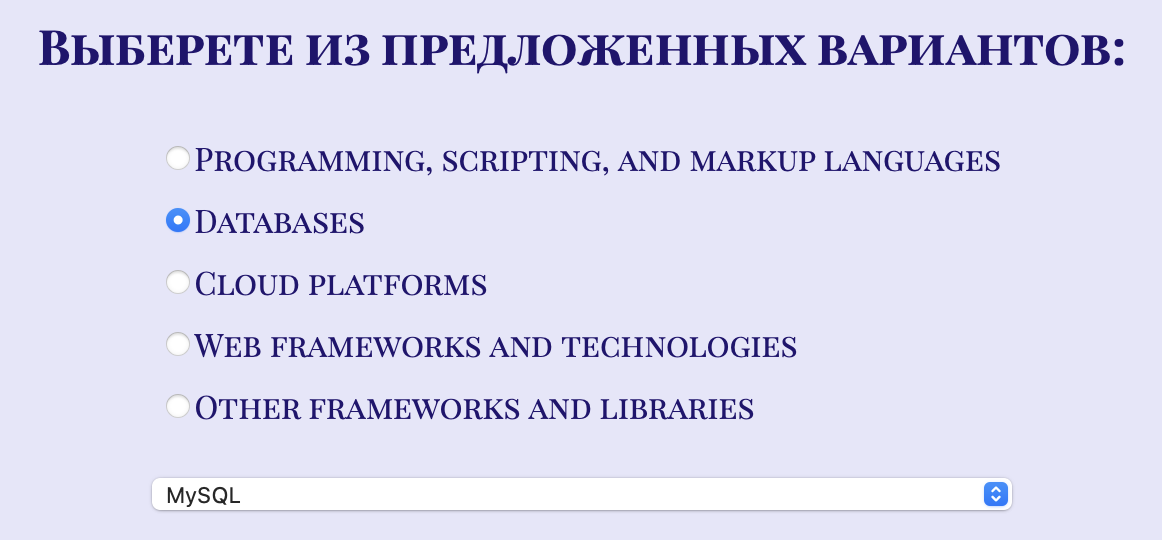 Выберете из предложенных вариантов:
Programming, scripting, and markup languages
Databases
Cloud platforms
Web frameworks and technologies
Other frameworks and libraries
MySQL